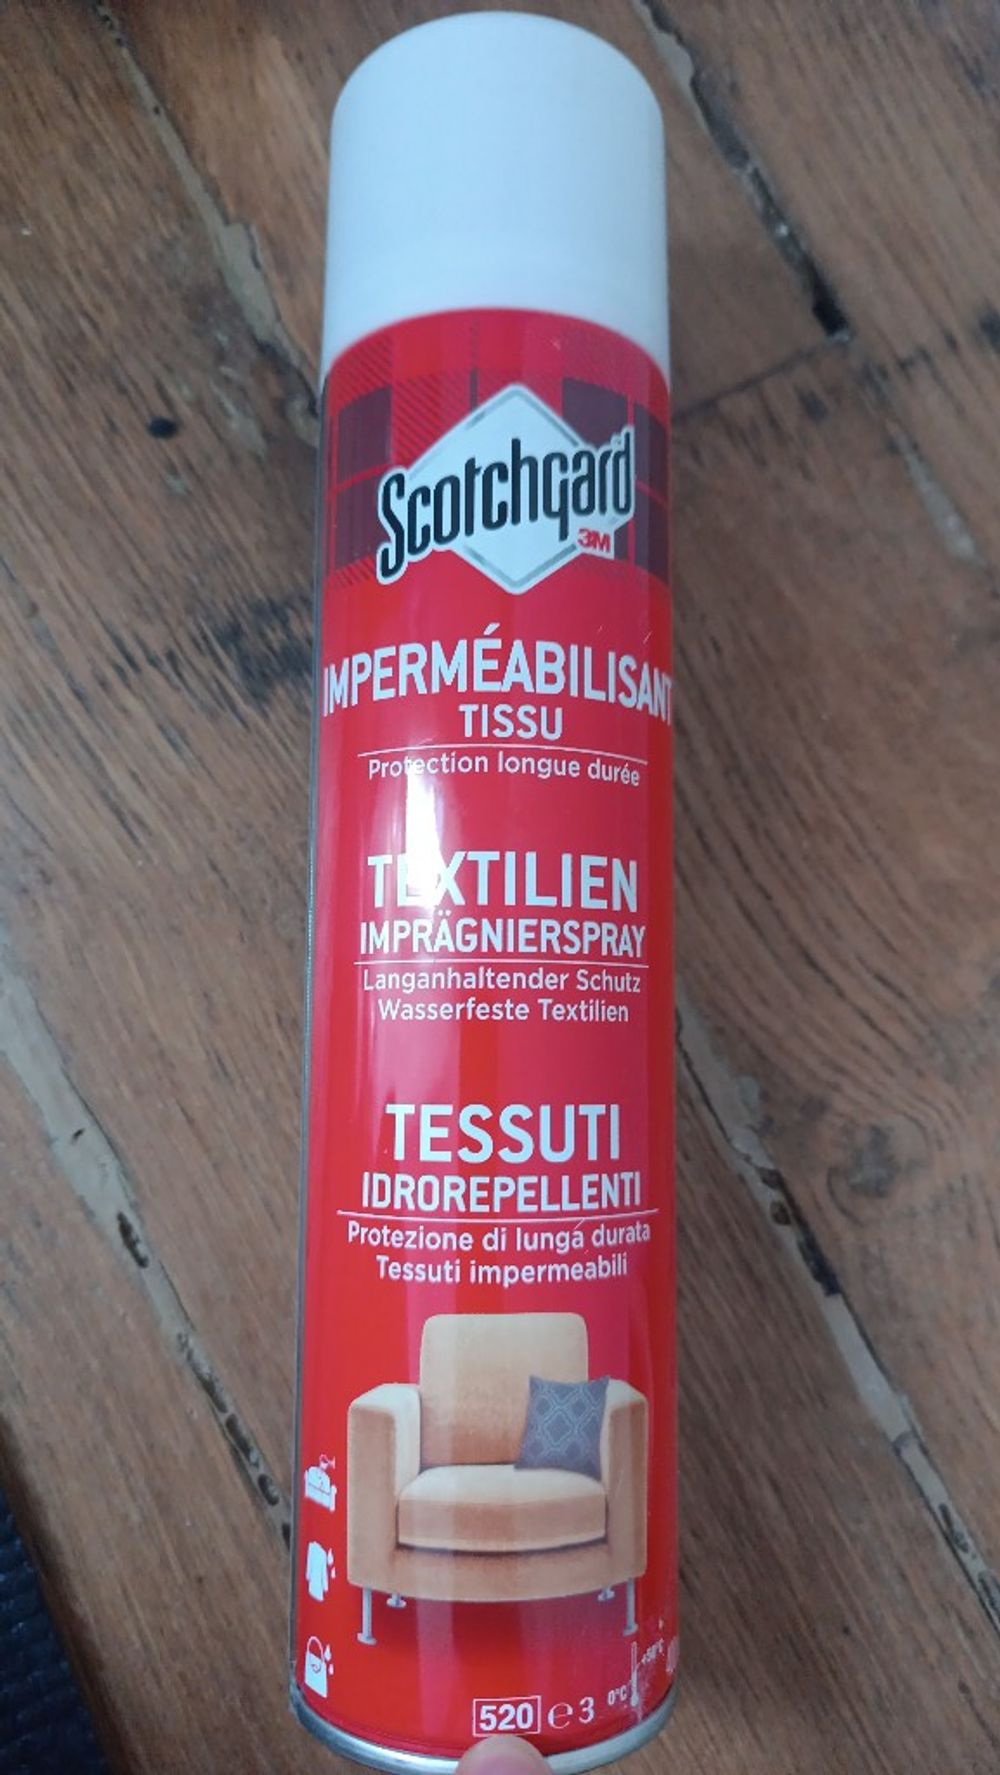 Scotchgard
3M
IMPERMÉABILISANT
TISSU
Protection longue durée
TEXTILIEN
IMPRÄGNIERSPRAY
Langanhaltender Schutz
Wasserfeste Textilien
TESSUTI
IDROREPELLENTI
Protezione di lunga durata
Tessuti impermeabili
+50°C
0°C
520 e 3